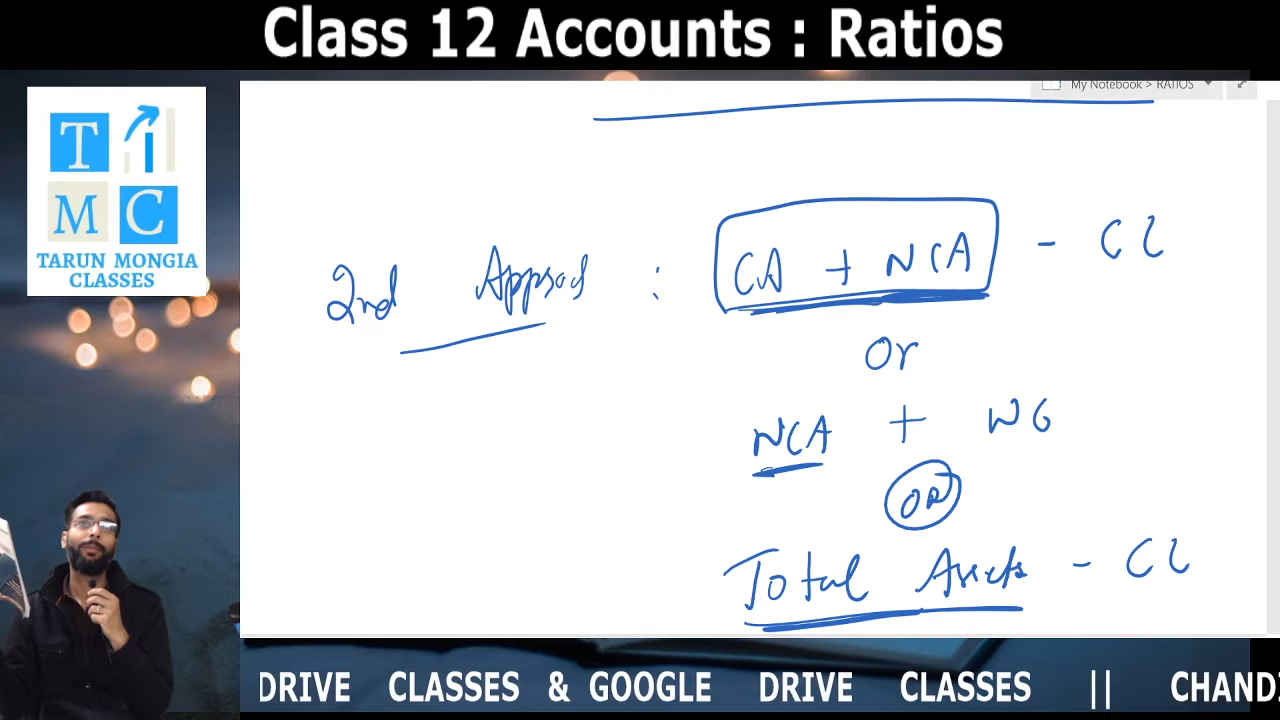 Class 12 Accounts : Ratios
My Notebook > RATIOS
T
M C
TARUN MONGIA
CLASSES
2nd Approach : CA + NCA - CL
Or
NCA + WC
OR
Total Assets - CL
DRIVE CLASSES & GOOGLE DRIVE CLASSES || CHANDI